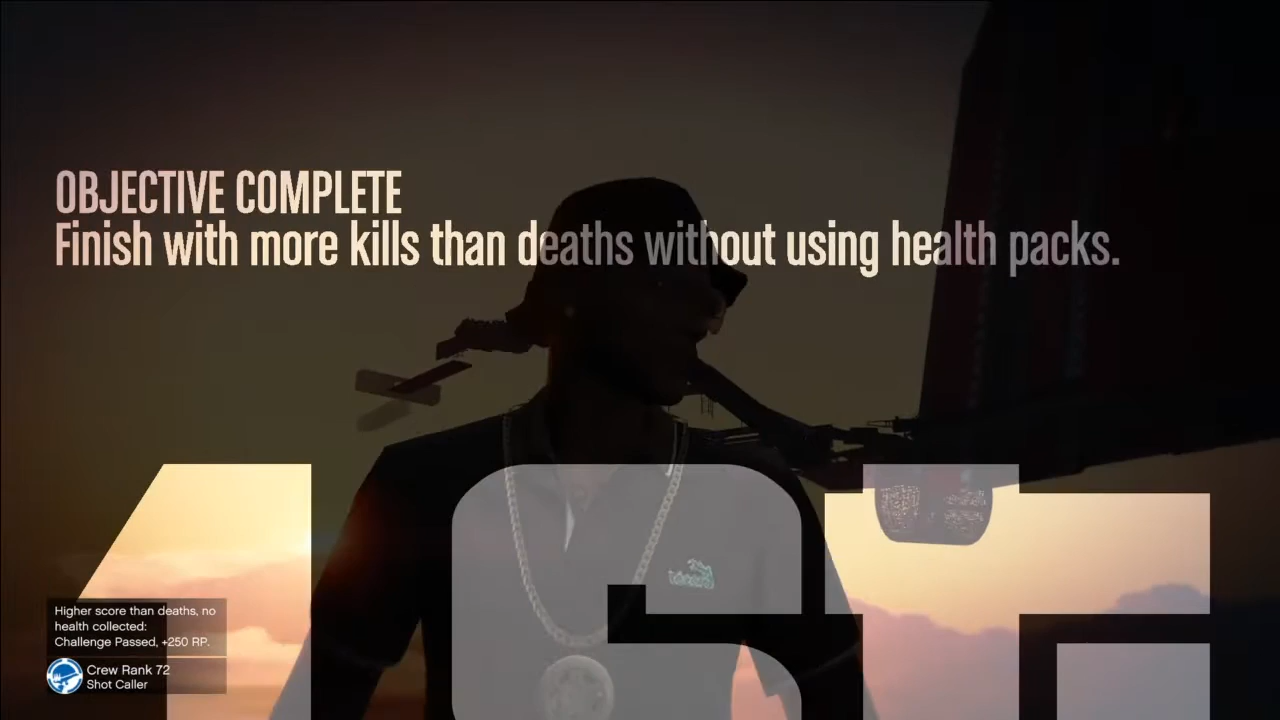 OBJECTIVE COMPLETE
Finish with more kills than deaths without using health packs.
1St
Higher score than deaths, no
health collected:
Challenge Passed, +250 RP.
Crew Rank 72
Shot Caller